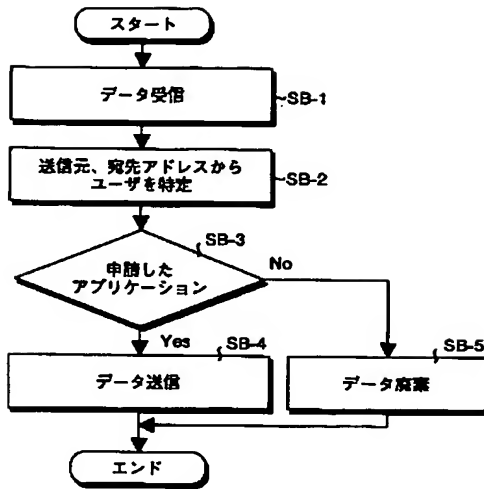 スタート
データ受信
SB-1
送信元、宛先アドレスから
ユーザを特定
SB-2
SB-3
申請した
アプリケーション
No
Yes
SB-4
データ送信
SB-5
データ廃棄
エンド